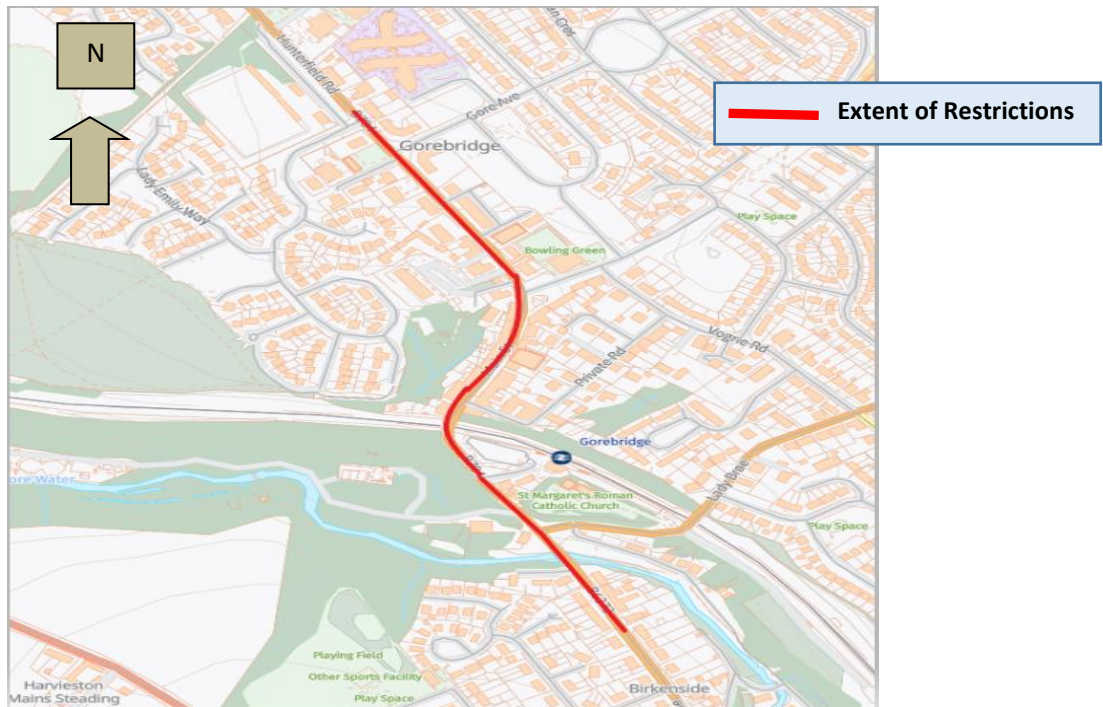 N
Extent of Restrictions
Hunterfield Rd
Gore Ave
Gorebridge
Lady Emily Way
Play Space
Bowling Green
Vogrie Rd
Private Rd
Gorebridge
Lady Brae
St Margaret's Roman
Catholic Church
Play Space
Playing Field
Other Sports Facility
Play Space
Harvieston
Mains Steading
Birkenside